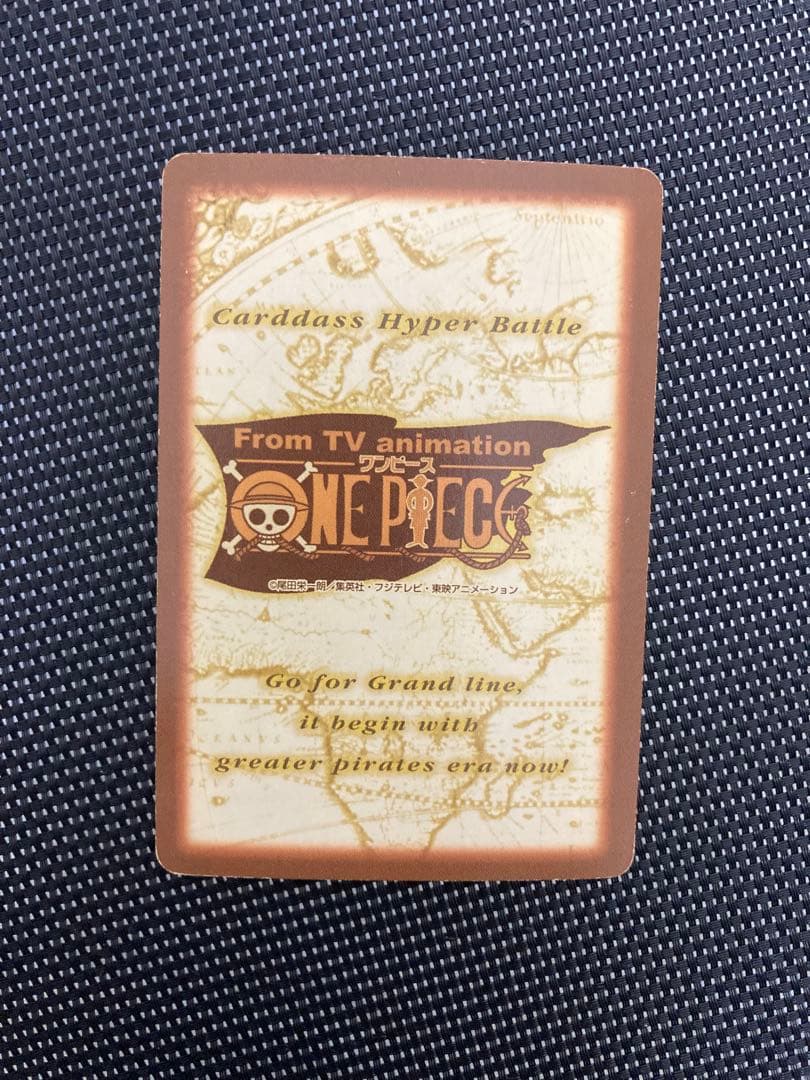 Septentrio
Carddass Hyper Battle
From TV animation
ワンピース
ONE PIECE
©尾田栄一郎／集英社・フジテレビ・東映アニメーション
Go for Grand line,
it begin with
greater pirates era now!